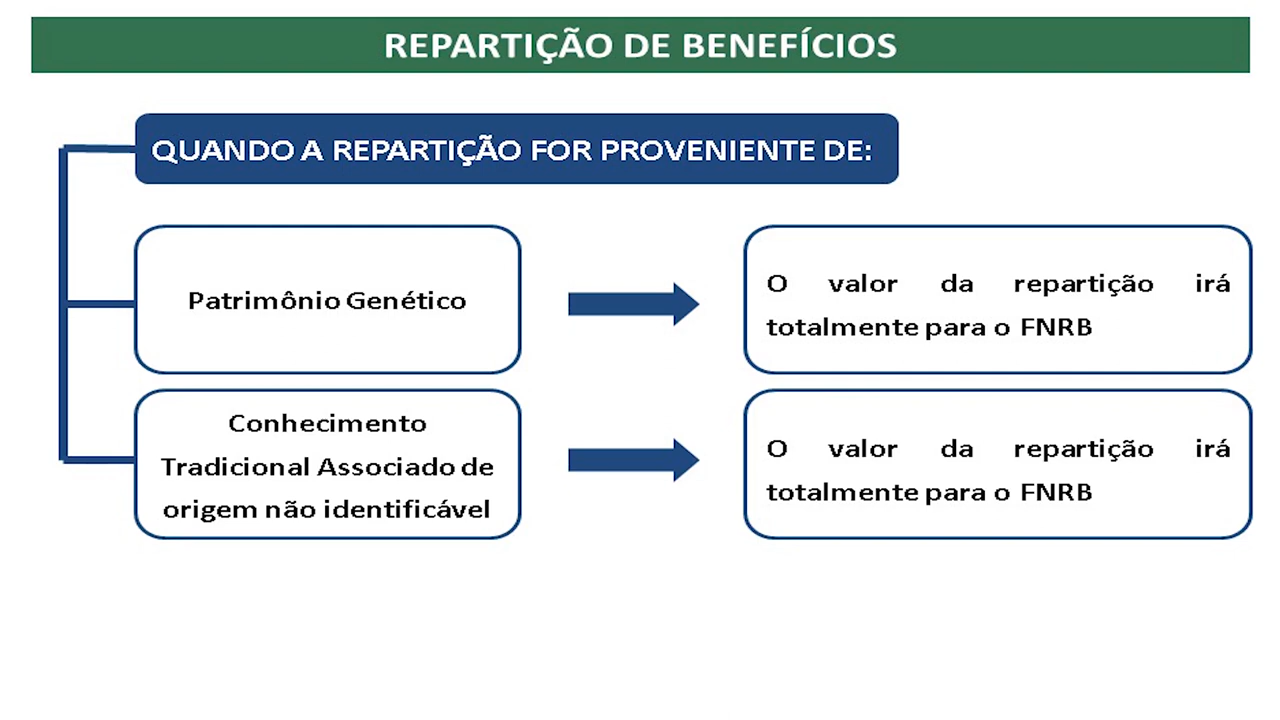 REPARTIÇÃO DE BENEFÍCIOS
QUANDO A REPARTIÇÃO FOR PROVENIENTE DE:
Patrimônio Genético
O valor da repartição irá
totalmente para o FNRB
Conhecimento
Tradicional Associado de
origem não identificável
O valor da repartição irá
totalmente para o FNRB